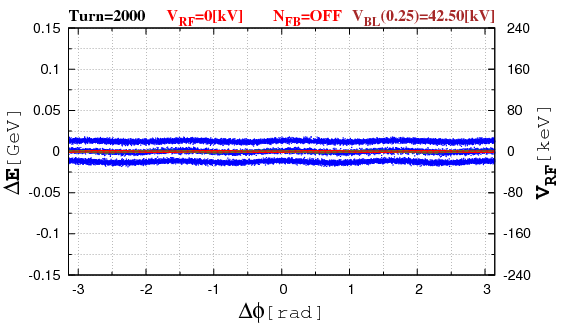 Turn=2000 V_RF=0[kV] N_FB=OFF V_BL(0.25)=42.50[kV]
0.15 240
0.1 160
0.05 80
0 0
-0.05 -80
-0.1 -160
-0.15 -240
ΔE[GeV]
V_RF[keV]
-3 -2 -1 0 1 2 3
Δϕ[rad]